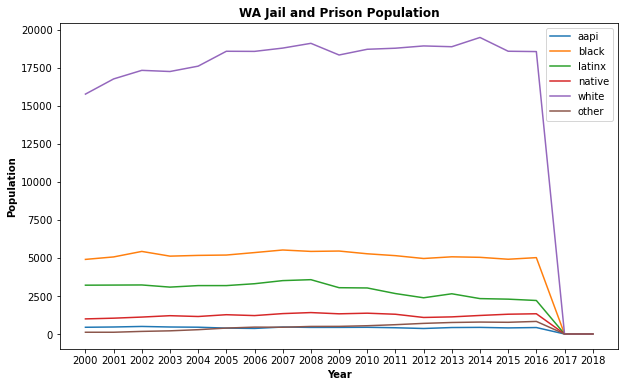 WA Jail and Prison Population
20000
17500
15000
12500
10000
7500
5000
2500
0
Population
aapi
black
latinx
native
white
other
2000 2001 2002 2003 2004 2005 2006 2007 2008 2009 2010 2011 2012 2013 2014 2015 2016 2017 2018
Year